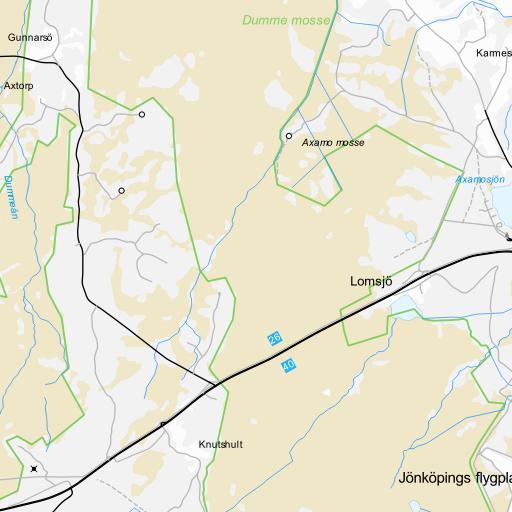 Dumme mosse
Gunnarsö
Karmes
Axtorp
Axamo mosse
Axamosjön
Dummeån
Lomsjö
26
40
Knutshult
Jönköpings flygpla